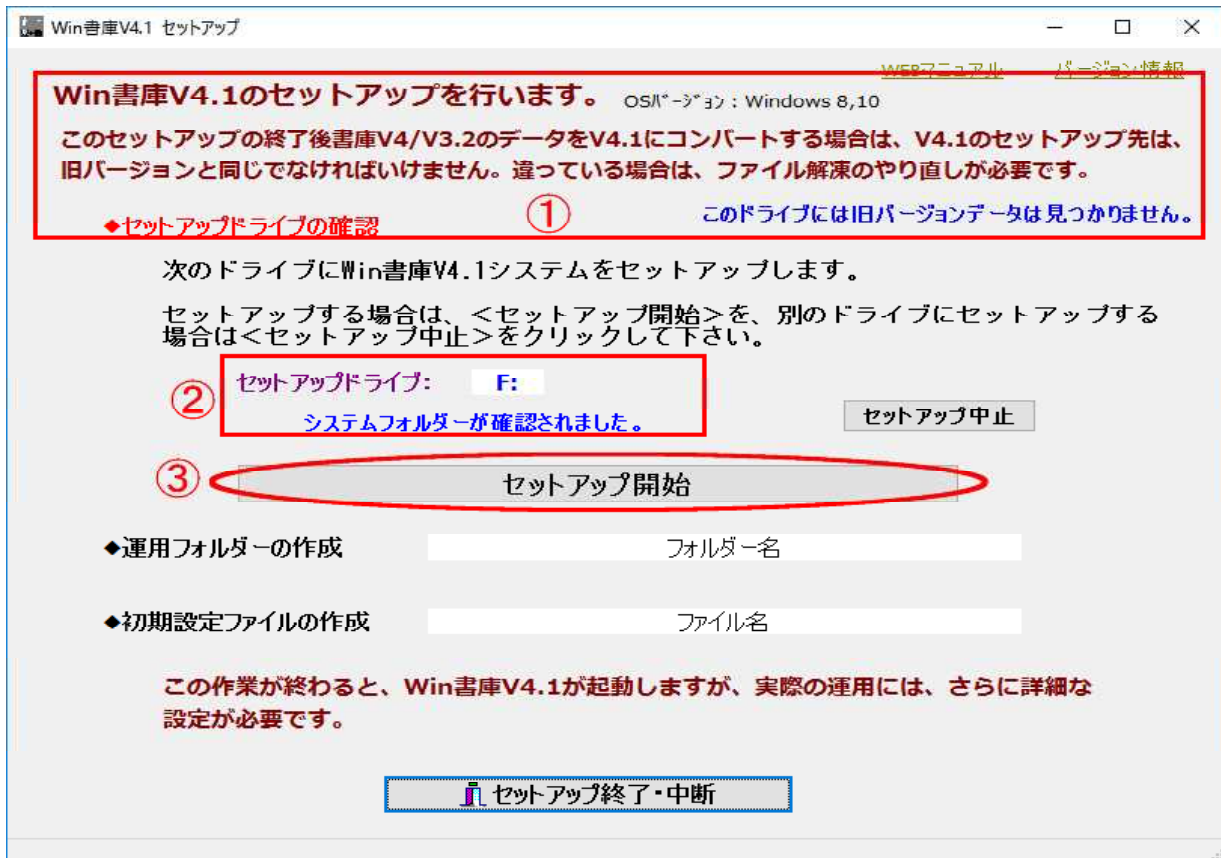 Win書庫V4.1 セットアップ
WEBマニュアル バージョン情報
Win書庫V4.1のセットアップを行います。 OSﾊﾞｰｼﾞｮﾝ：Windows 8,10
このセットアップの終了後書庫V4/V3.2のデータをV4.1にコンバートする場合は、V4.1のセットアップ先は、
旧バージョンと同じでなければいけません。違っている場合は、ファイル解凍のやり直しが必要です。
① このドライブには旧バージョンデータは見つかりません。
◆セットアップドライブの確認
次のドライブにWin書庫V4.1システムをセットアップします。
セットアップする場合は、＜セットアップ開始＞を、別のドライブにセットアップする
場合は＜セットアップ中止＞をクリックして下さい。
② セットアップドライブ： F:
システムフォルダーが確認されました。
セットアップ中止
③ セットアップ開始
◆運用フォルダーの作成 フォルダー名
◆初期設定ファイルの作成 ファイル名
この作業が終わると、Win書庫V4.1が起動しますが、実際の運用には、さらに詳細な
設定が必要です。
セットアップ終了・中断